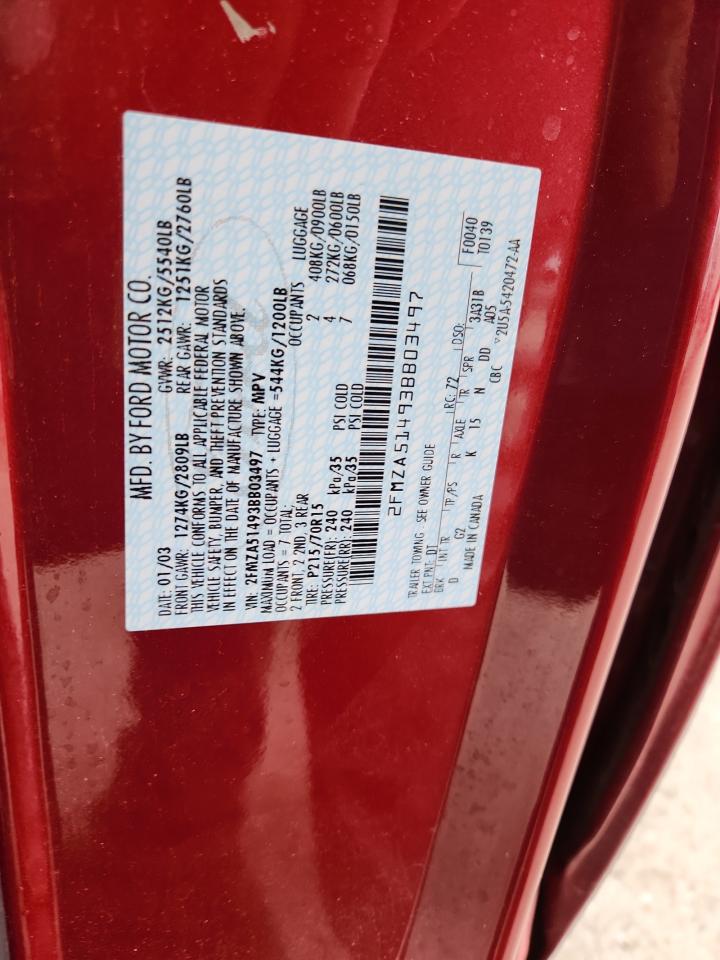 MFD. BY FORD MOTOR CO.
DATE: 01/03 GVWR: 2512KG/5540LB
FRONT GAWR: 1274KG/2809LB REAR GAWR: 1251KG/2760LB
THIS VEHICLE CONFORMS TO ALL APPLICABLE FEDERAL MOTOR
VEHICLE SAFETY, BUMPER, AND THEFT PREVENTION STANDARDS
IN EFFECT ON THE DATE OF MANUFACTURE SHOWN ABOVE.
VIN: 2FMZA51493BB03497 TYPE: MPV
MAXIMUM LOAD = OCCUPANTS + LUGGAGE = 544KG/1200LB
OCCUPANTS = 7 TOTAL: OCCUPANTS LUGGAGE
2 FRONT, 2 2ND, 3 REAR 2 408KG/0900LB
TIRE: P215/70R15 4 272KG/0600LB
PRESSURE(FR): 240 kPa/35 PSI COLD 7 068KG/0150LB
PRESSURE(RR): 240 kPa/35 PSI COLD
2FMZA51493BB03497
TRAILER TOWING - SEE OWNER GUIDE
EXT PNT: DT RC: 72 DSO: F0040
BRK INT TR TP/PS R AXLE TR SPR 3A31B T0139
D G2 K 15 N DD A05
MADE IN CANADA CBC ▽2U5A-5420472-AA